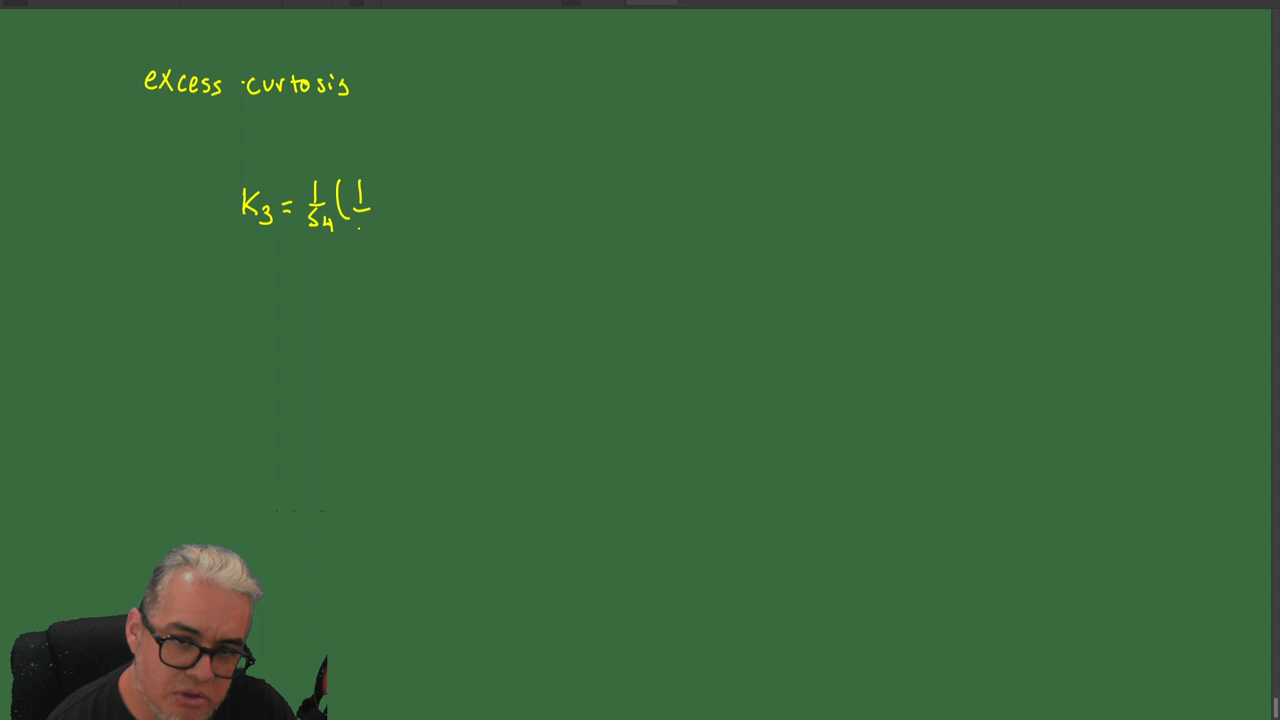 excess curtosis
K₃ = 1/S4 ( 1/